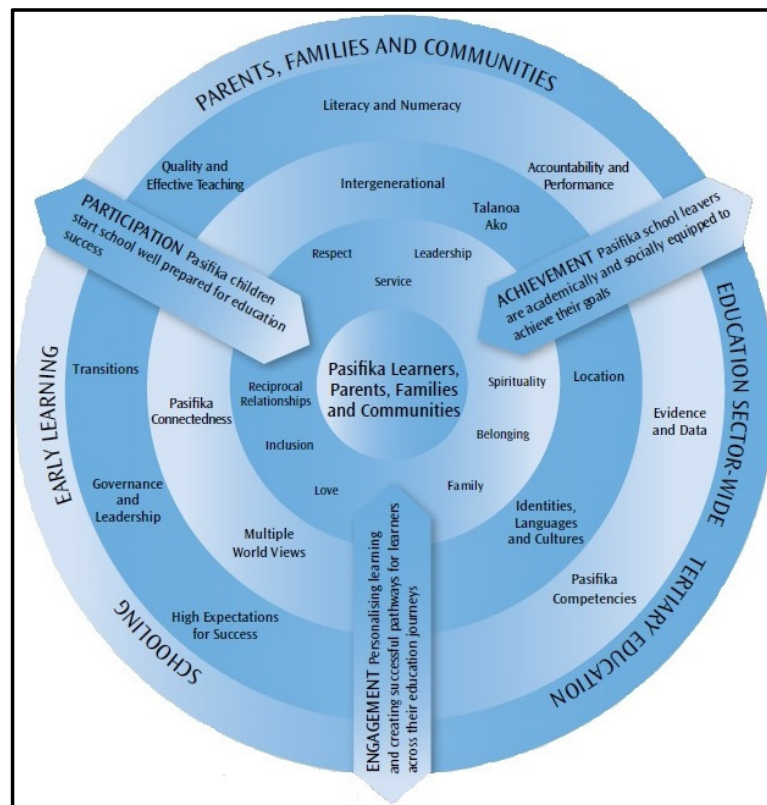 PARENTS, FAMILIES AND COMMUNITIES
Literacy and Numeracy
Quality and
Effective Teaching
Accountability and
Performance
Intergenerational
Talanoa
Ako
PARTICIPATION Pasifika children
start school well prepared for education
success
ACHIEVEMENT Pasifika school leavers
are academically and socially equipped to
achieve their goals
Respect
Leadership
Service
Pasifika Learners,
Parents, Families
and Communities
Transitions
Pasifika
Connectedness
Reciprocal
Relationships
Spirituality
Location
Evidence
and Data
Inclusion
Belonging
Love
Family
Governance
and
Leadership
Multiple
World Views
Identities,
Languages
and Cultures
High Expectations
for Success
Pasifika
Competencies
ENGAGEMENT Personalising learning
and creating successful pathways for learners
across their education journeys
EARLY LEARNING
SCHOOLING
EDUCATION SECTOR-WIDE
TERTIARY EDUCATION